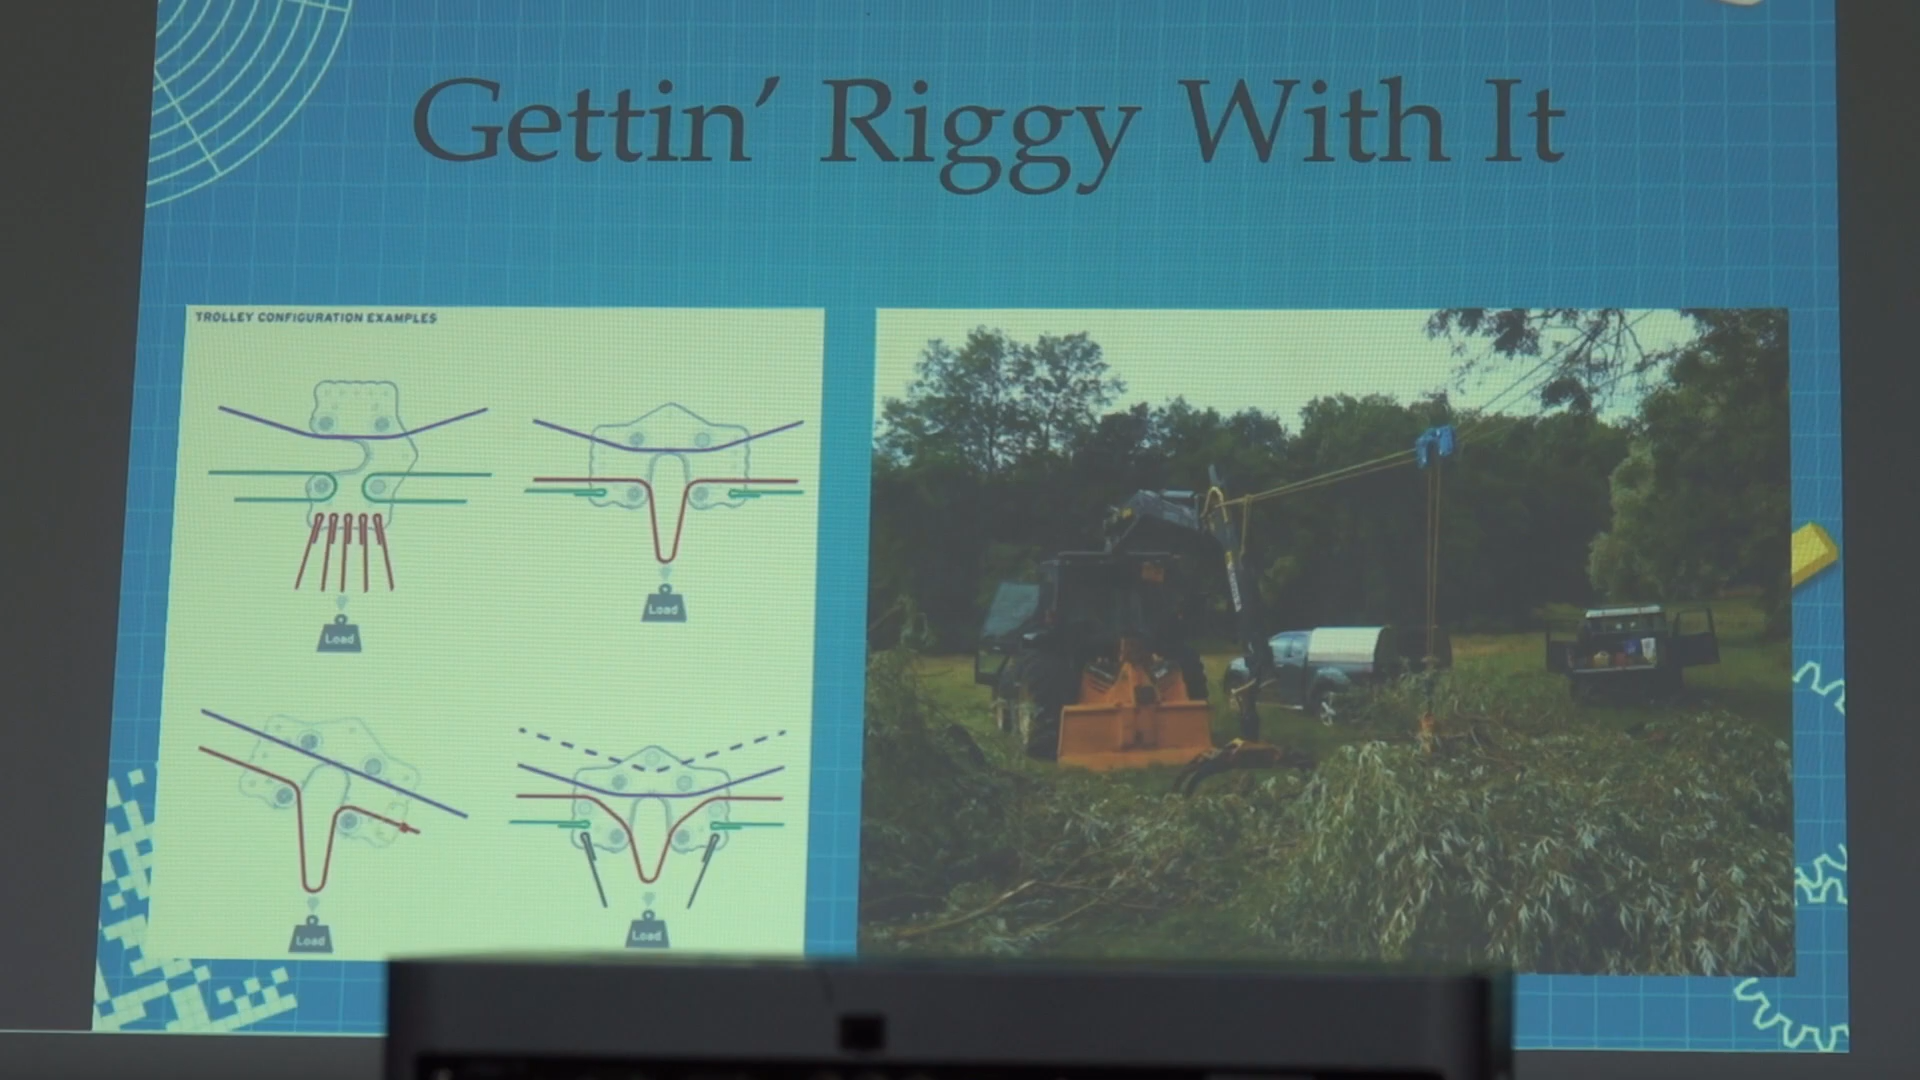 Gettin’ Riggy With It
TROLLEY CONFIGURATION EXAMPLES
Load
Load
Load
Load